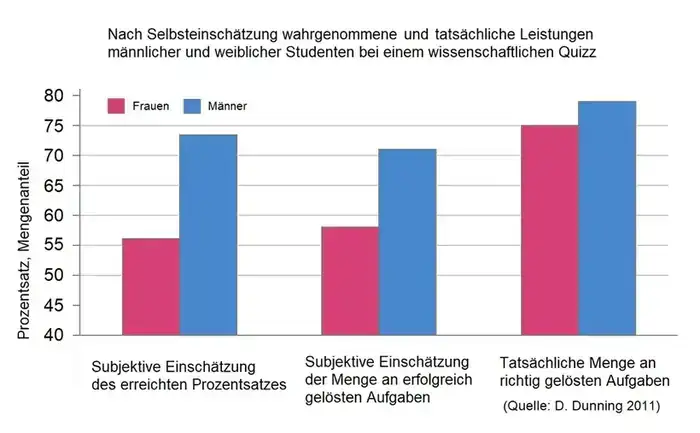 Nach Selbsteinschätzung wahrgenommene und tatsächliche Leistungen
männlicher und weiblicher Studenten bei einem wissenschaftlichen Quizz
Prozentsatz, Mengenanteil
80
75
70
65
60
55
50
45
40
Frauen
Männer
Subjektive Einschätzung
des erreichten Prozentsatzes
Subjektive Einschätzung
der Menge an erfolgreich
gelösten Aufgaben
Tatsächliche Menge an
richtig gelösten Aufgaben
(Quelle: D. Dunning 2011)